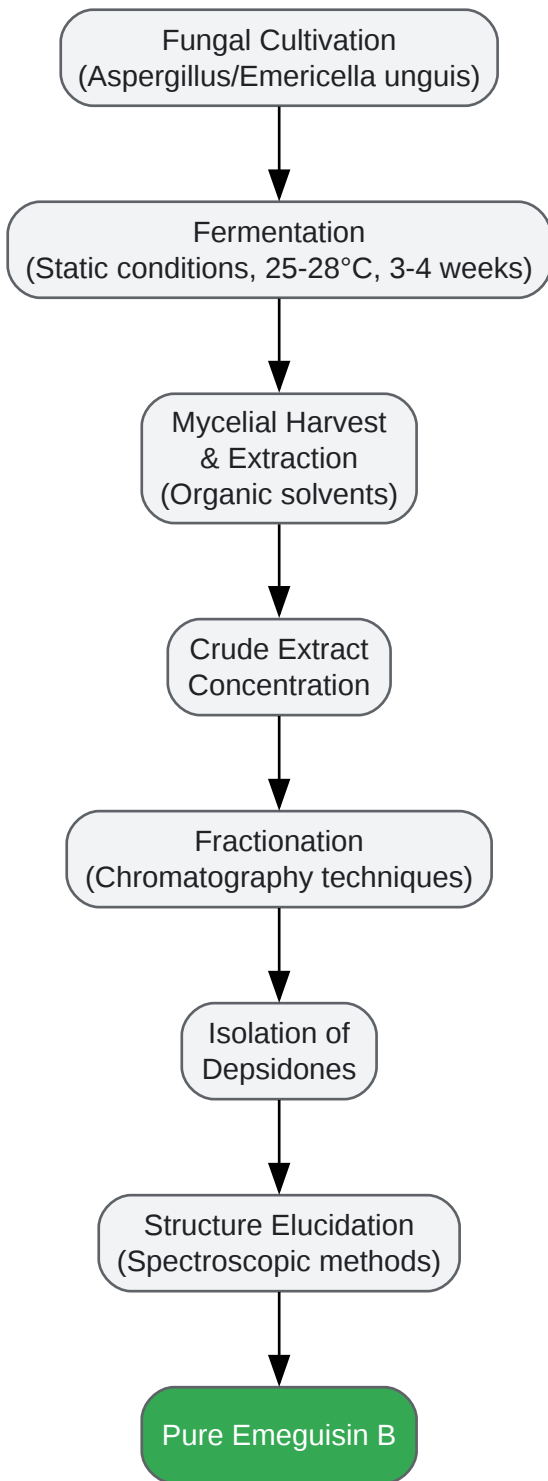 Fungal Cultivation
(Aspergillus/Emericella unguis)
Fermentation
(Static conditions, 25-28°C, 3-4 weeks)
Mycelial Harvest
& Extraction
(Organic solvents)
Crude Extract
Concentration
Fractionation
(Chromatography techniques)
Isolation of
Depsidones
Structure Elucidation
(Spectroscopic methods)
Pure Emeguisin B